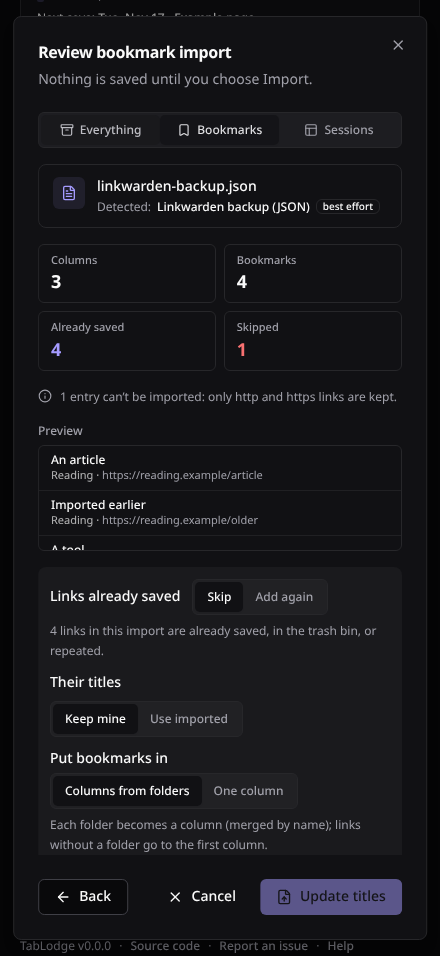 Review bookmark import
Nothing is saved until you choose Import.
Everything
Bookmarks
Sessions
linkwarden-backup.json
Detected: Linkwarden backup (JSON) best effort
Columns
3
Bookmarks
4
Already saved
4
Skipped
1
1 entry can’t be imported: only http and https links are kept.
Preview
An article
Reading · https://reading.example/article
Imported earlier
Reading · https://reading.example/older
A tool
Links already saved
Skip
Add again
4 links in this import are already saved, in the trash bin, or
repeated.
Their titles
Keep mine
Use imported
Put bookmarks in
Columns from folders
One column
Each folder becomes a column (merged by name); links
without a folder go to the first column.
Back
Cancel
Update titles
TabLodge v0.0.0 · Source code · Report an issue · Help